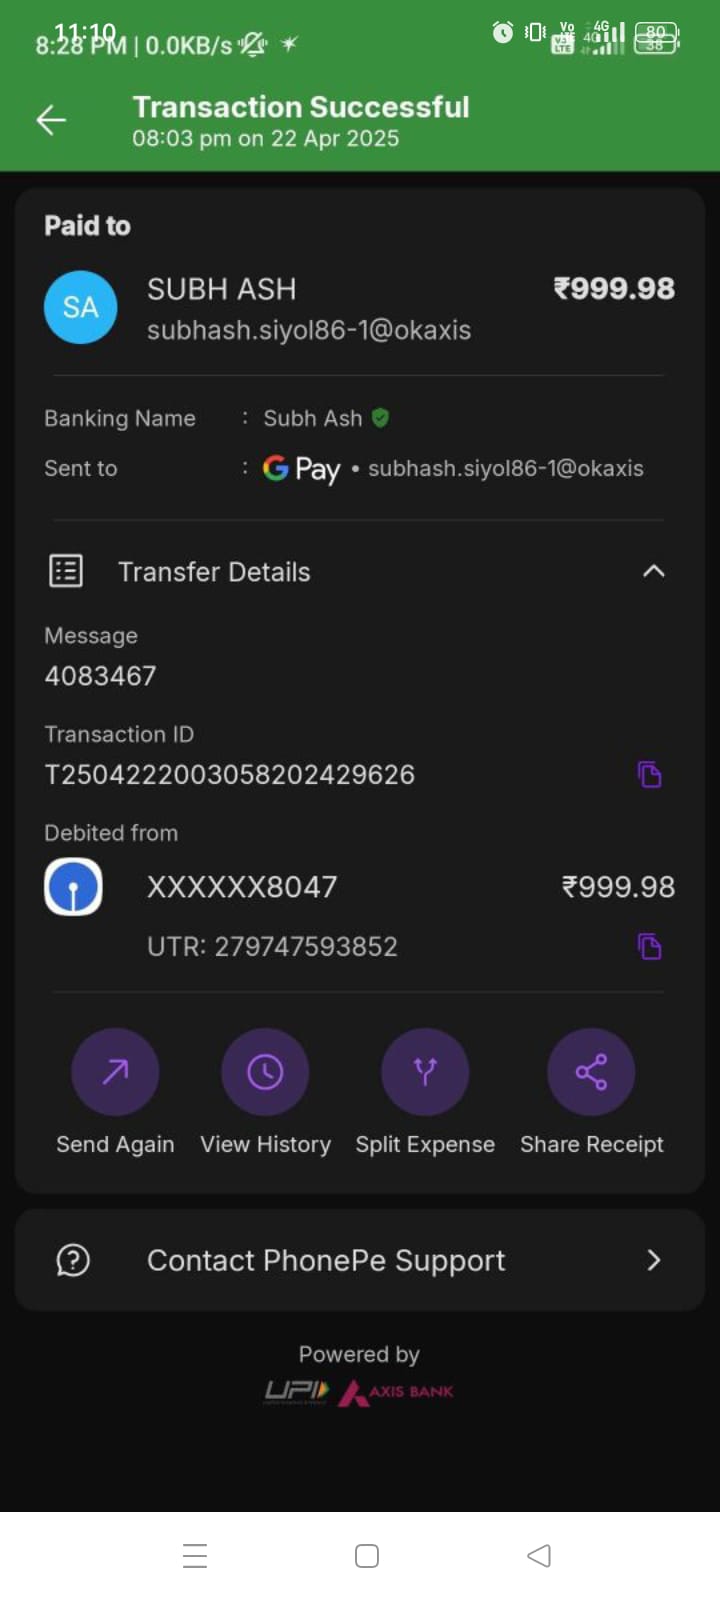 11:10
8:28 PM | 0.0KB/s
4G
80
38
Transaction Successful
08:03 pm on 22 Apr 2025
Paid to
SA
SUBH ASH
₹999.98
subhash.siyol86-1@okaxis
Banking Name : Subh Ash
Sent to : G Pay • subhash.siyol86-1@okaxis
Transfer Details
Message
4083467
Transaction ID
T2504222003058202429626
Debited from
XXXXXX8047
₹999.98
UTR: 279747593852
Send Again View History Split Expense Share Receipt
Contact PhonePe Support
Powered by
UPI AXIS BANK